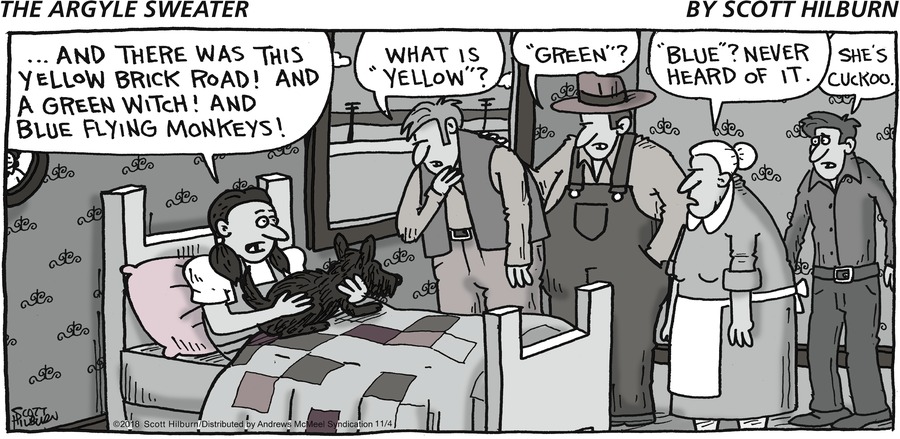 THE ARGYLE SWEATER
BY SCOTT HILBURN
... AND THERE WAS THIS
YELLOW BRICK ROAD! AND
A GREEN WITCH! AND
BLUE FLYING MONKEYS!
WHAT IS
"YELLOW"?
"GREEN"?
"BLUE"? NEVER
HEARD OF IT.
SHE'S
CUCKOO.
SCOTT
HILBURN
©2018 Scott Hilburn/Distributed by Andrews McMeel Syndication 11/4